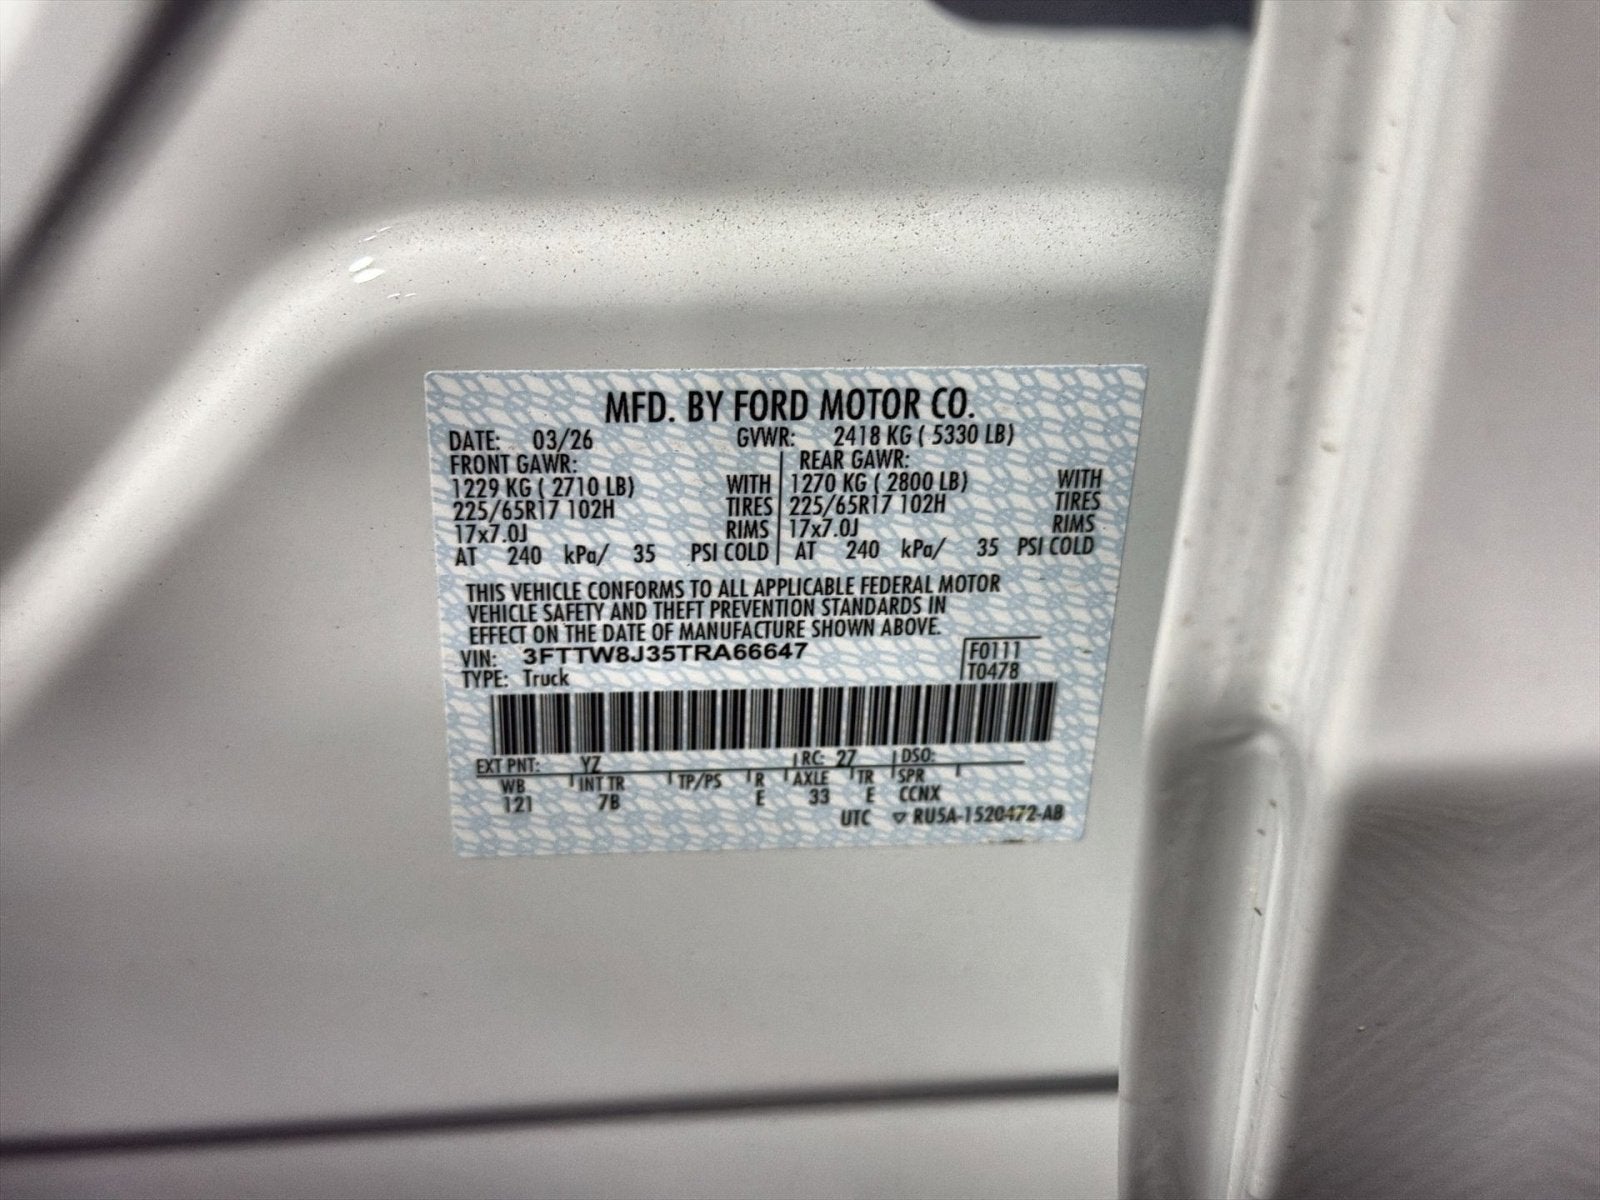 MFD. BY FORD MOTOR CO.
DATE: 03/26 GVWR: 2418 KG ( 5330 LB)
FRONT GAWR: REAR GAWR:
1229 KG ( 2710 LB) WITH 1270 KG ( 2800 LB) WITH
225/65R17 102H TIRES 225/65R17 102H TIRES
17x7.0J RIMS 17x7.0J RIMS
AT 240 kPa/ 35 PSI COLD AT 240 kPa/ 35 PSI COLD
THIS VEHICLE CONFORMS TO ALL APPLICABLE FEDERAL MOTOR
VEHICLE SAFETY AND THEFT PREVENTION STANDARDS IN
EFFECT ON THE DATE OF MANUFACTURE SHOWN ABOVE.
VIN: 3FTTW8J35TRA66647 F0111
TYPE: Truck T0478
EXT PNT: YZ RC: 27 DSO:
WB INT TR TP/PS R AXLE TR SPR
121 7B E 33 E CCNX
UTC ▽ RU5A-1520472-AB